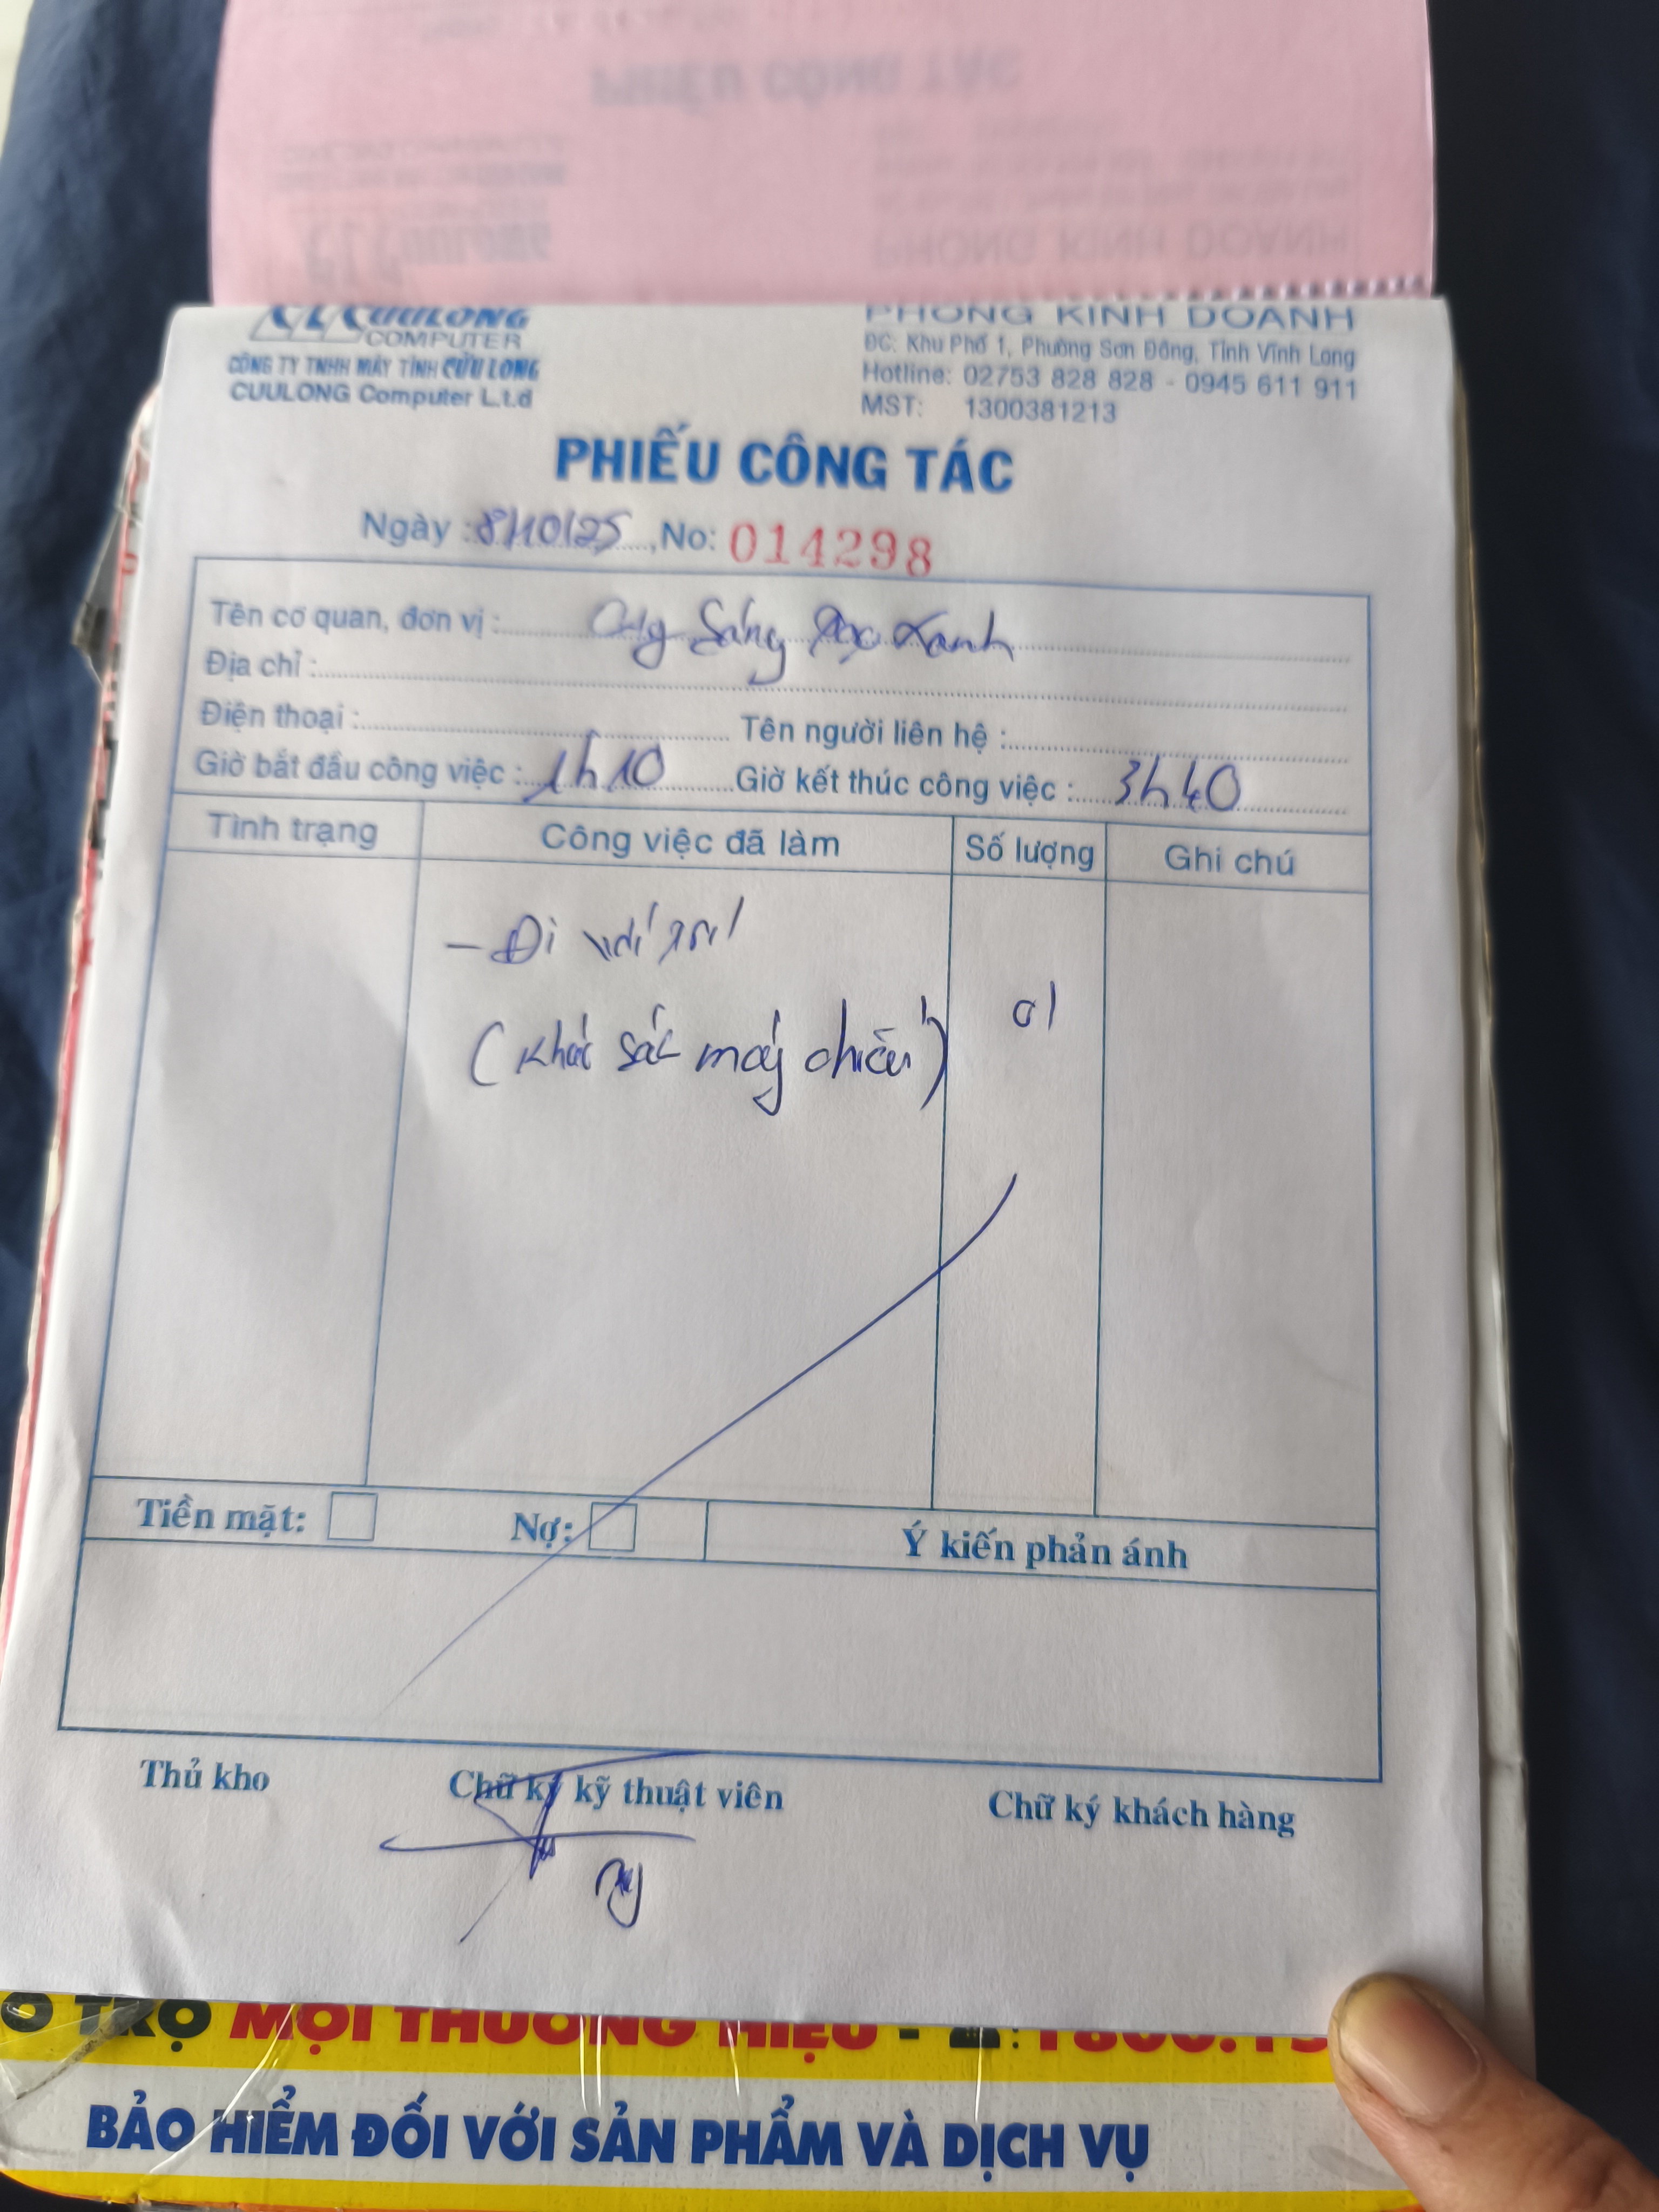 CUULONG
COMPUTER
CÔNG TY TNHH MÁY TÍNH CỬU LONG
CUULONG Computer L.t.d
PHÒNG KINH DOANH
ĐC: Khu Phố 1, Phường Sơn Đông, Tỉnh Vĩnh Long
Hotline: 02753 828 828 - 0945 611 911
MST: 1300381213
PHIẾU CÔNG TÁC
Ngày : 8/10/25, No: 014298
Tên cơ quan, đơn vị : Sáng Xanh
Địa chỉ :
Điện thoại : Tên người liên hệ :
Giờ bắt đầu công việc : 1h10 Giờ kết thúc công việc : 3h40
Tình trạng Công việc đã làm Số lượng Ghi chú
- Đi với
(Khảo sát máy chiếu) 01
Tiền mặt: Nợ: Ý kiến phản ánh
Thủ kho Chữ ký kỹ thuật viên Chữ ký khách hàng
TRỢ MỌI THƯƠNG HIỆU - ☎:
BẢO HIỂM ĐỐI VỚI SẢN PHẨM VÀ DỊCH VỤ